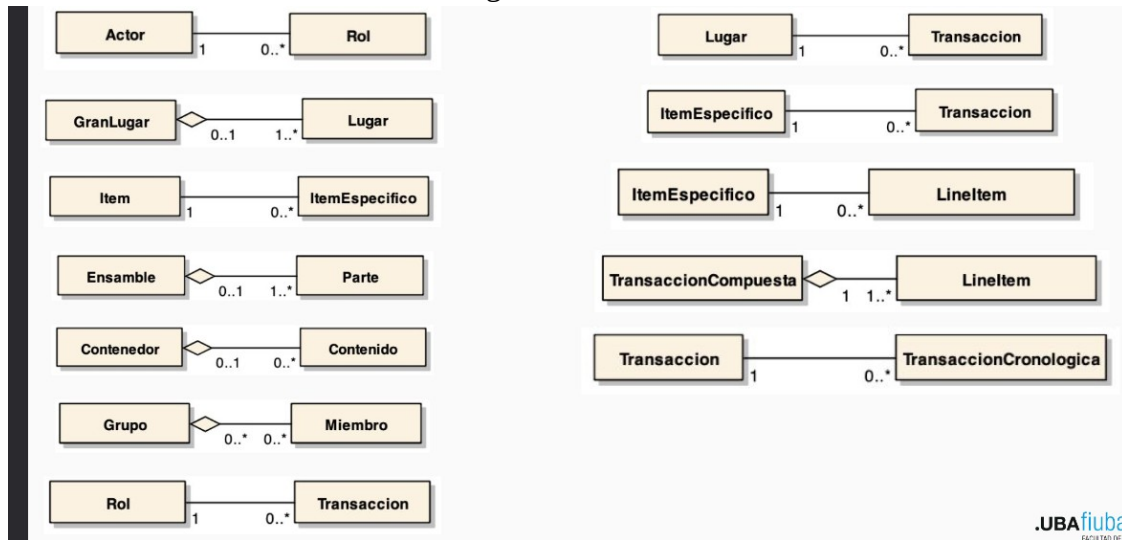 Actor 1 0..* Rol
GranLugar 0..1 1..* Lugar
Item 1 0..* ItemEspecifico
Ensamble 0..1 1..* Parte
Contenedor 0..1 0..* Contenido
Grupo 0..* 0..* Miembro
Rol 1 0..* Transaccion
Lugar 1 0..* Transaccion
ItemEspecifico 1 0..* Transaccion
ItemEspecifico 1 0..* LineItem
TransaccionCompuesta 1 1..* LineItem
Transaccion 1 0..* TransaccionCronologica
.UBAfiuba
FACULTAD DE